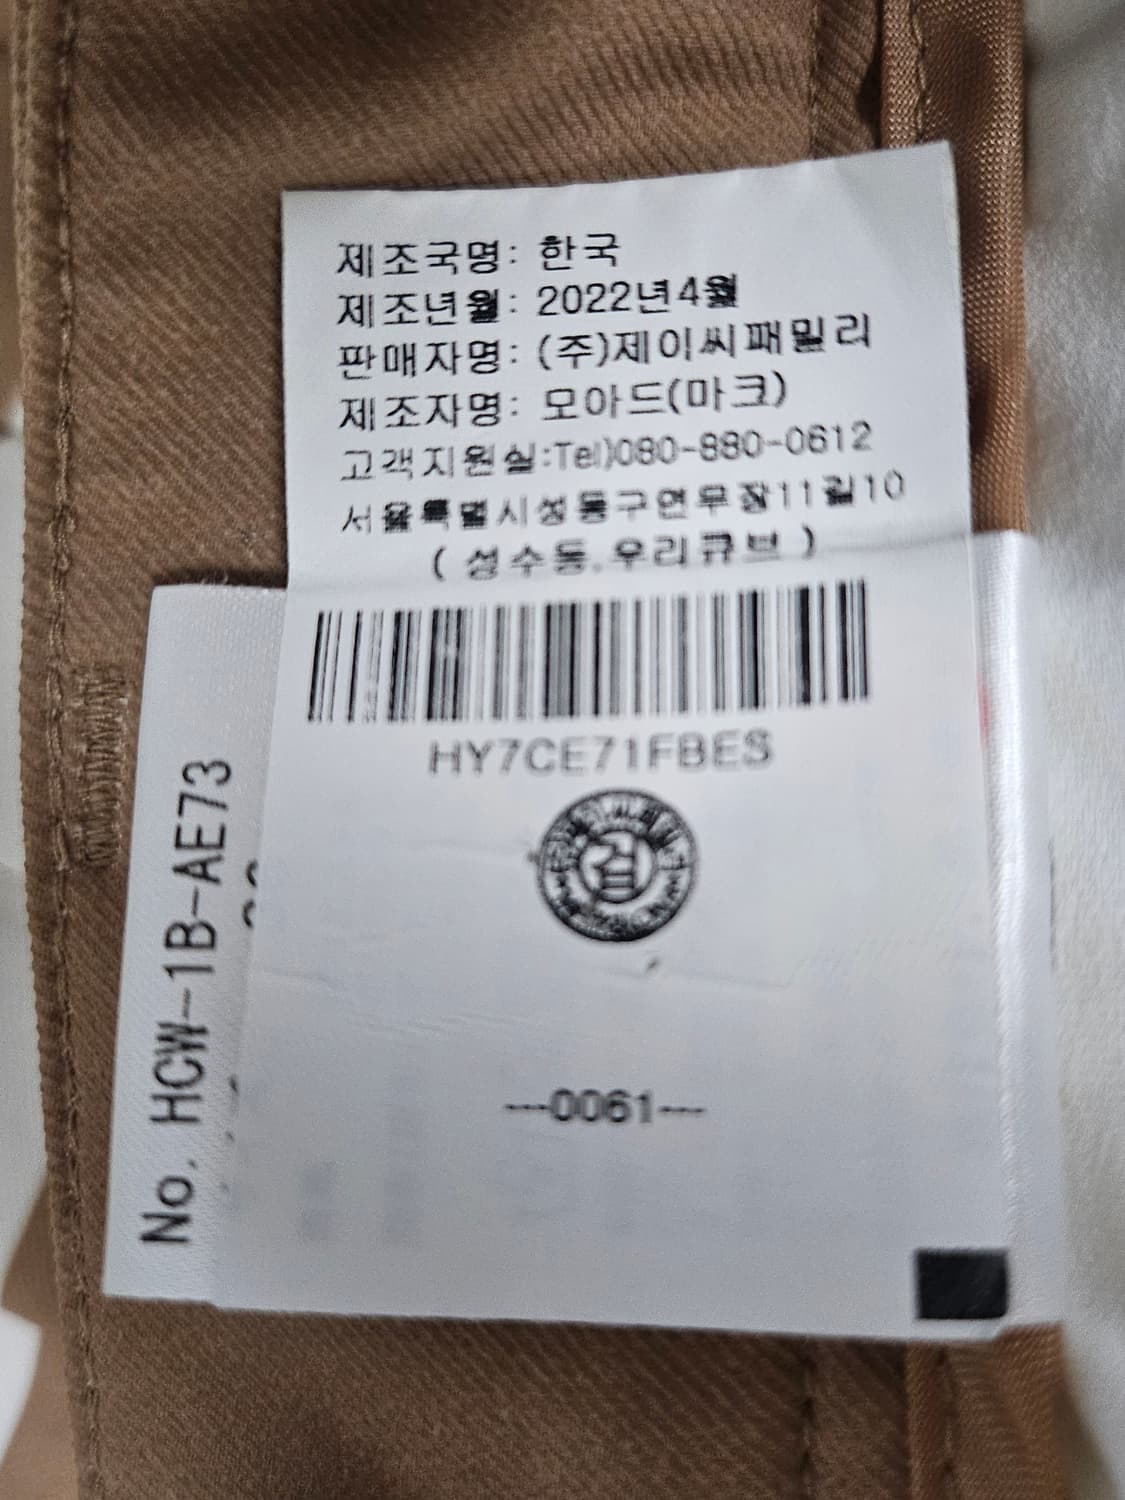 제조국명: 한국
제조년월: 2022년4월
판매자명: (주)제이씨패밀리
제조자명: 모아드(마크)
고객지원실:Tel)080-880-0612
서울특별시성동구연무장11길10
(성수동.우리큐브)
HY7CE71FBES
검
---0061---
No. HCW-1B-AE73